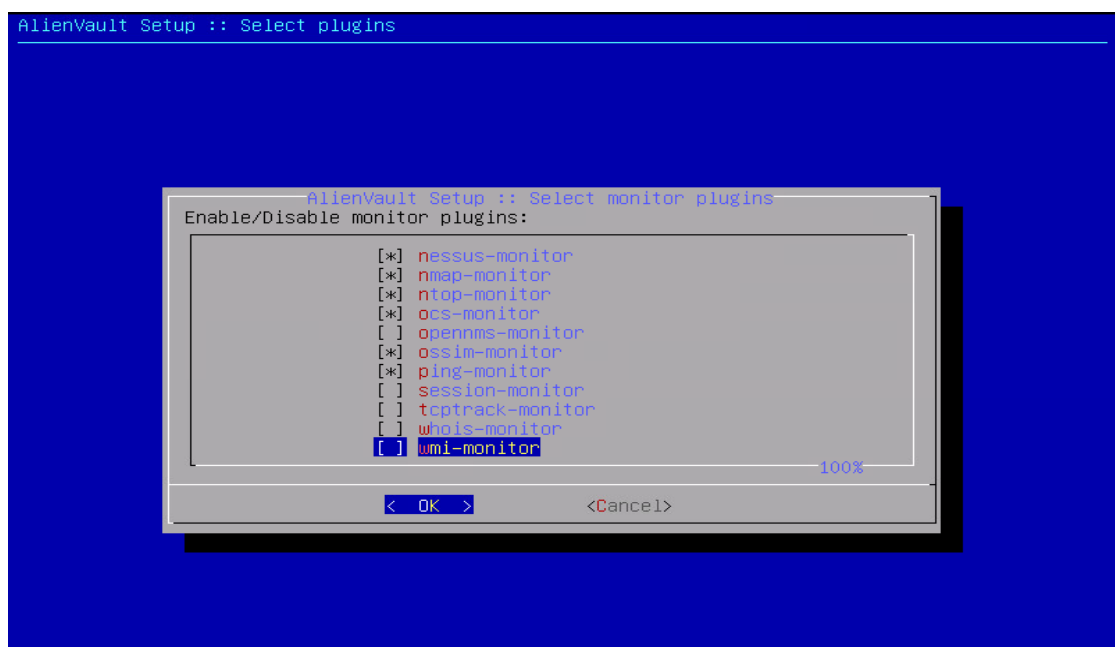 AlienVault Setup :: Select plugins
AlienVault Setup :: Select monitor plugins
Enable/Disable monitor plugins:
[*] nessus-monitor
[*] nmap-monitor
[*] ntop-monitor
[*] ocs-monitor
[ ] opennms-monitor
[*] ossim-monitor
[*] ping-monitor
[ ] session-monitor
[ ] tcptrack-monitor
[ ] whois-monitor
[ ] wmi-monitor
100%
< OK > <Cancel>